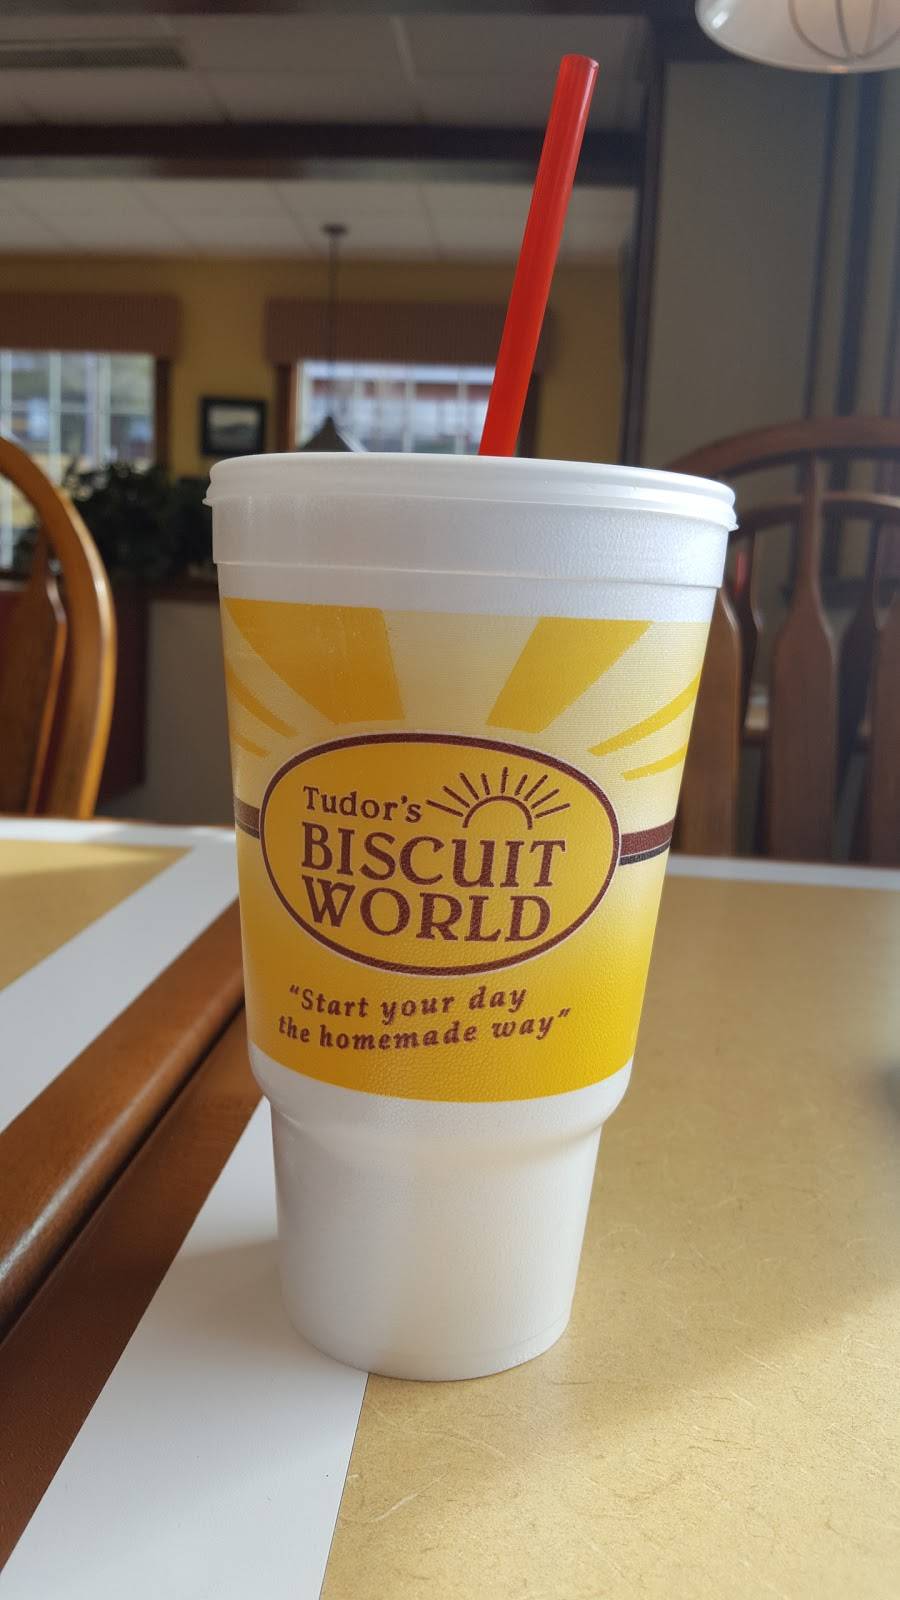 Tudor's
BISCUIT
WORLD
"Start your day
the homemade way"